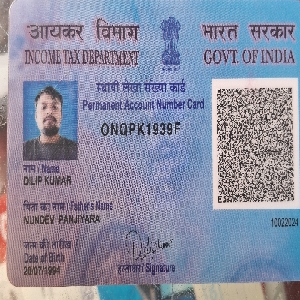 आयकर विभाग
INCOME TAX DEPARTMENT
भारत सरकार
GOVT. OF INDIA
स्थायी लेखा संख्या कार्ड
Permanent Account Number Card
ONQPK1939F
नाम / Name
DILIP KUMAR
पिता का नाम / Father's Name
NUNDEV PANJIYARA
जन्म की तारीख
Date of Birth
20/07/1994
हस्ताक्षर / Signature
10022024